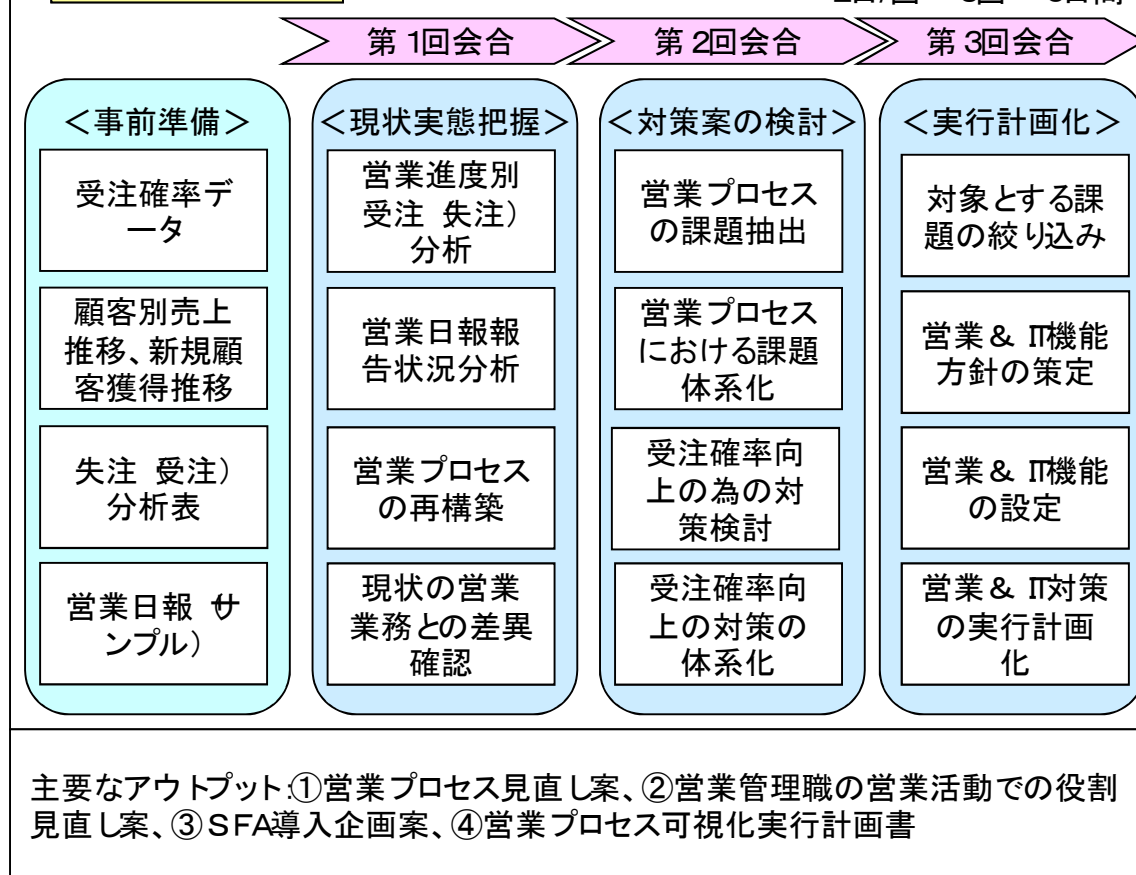 第1回会合
第2回会合
第3回会合
＜事前準備＞
受注確率デ
ータ
顧客別売上
推移、新規顧
客獲得推移
失注 受注）
分析表
営業日報 サ
ンプル）
＜現状実態把握＞
営業進度別
受注 失注）
分析
営業日報報
告状況分析
営業プロセス
の再構築
現状の営業
業務との差異
確認
＜対策案の検討＞
営業プロセス
の課題抽出
営業プロセス
における課題
体系化
受注確率向
上の為の対
策検討
受注確率向
上の対策の
体系化
＜実行計画化＞
対象とする課
題の絞り込み
営業＆IT機能
方針の策定
営業＆IT機能
の設定
営業＆IT対策
の実行計画
化
主要なアウトプット:①営業プロセス見直し案、②営業管理職の営業活動での役割
見直し案、③SFA導入企画案、④営業プロセス可視化実行計画書